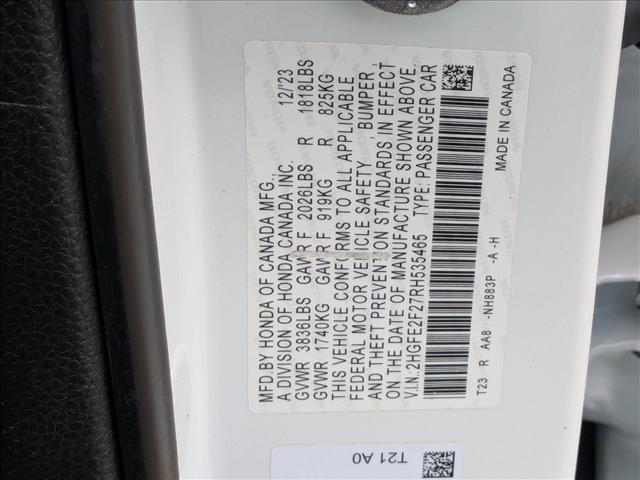 MFD.BY HONDA OF CANADA MFG., 12/23
A DIVISION OF HONDA CANADA INC.
GVWR 3836LBS GAWR F 2026LBS R 1818LBS
GVWR 1740KG GAWR F 919KG R 825KG
THIS VEHICLE CONFORMS TO ALL APPLICABLE
FEDERAL MOTOR VEHICLE SAFETY , BUMPER ,
AND THEFT PREVENTION STANDARDS IN EFFECT
ON THE DATE OF MANUFACTURE SHOWN ABOVE.
V.I.N.:2HGFE2F27RH535465 TYPE: PASSENGER CAR
T23 R AA8 -NH883P -A -H
MADE IN CANADA
T21 A0